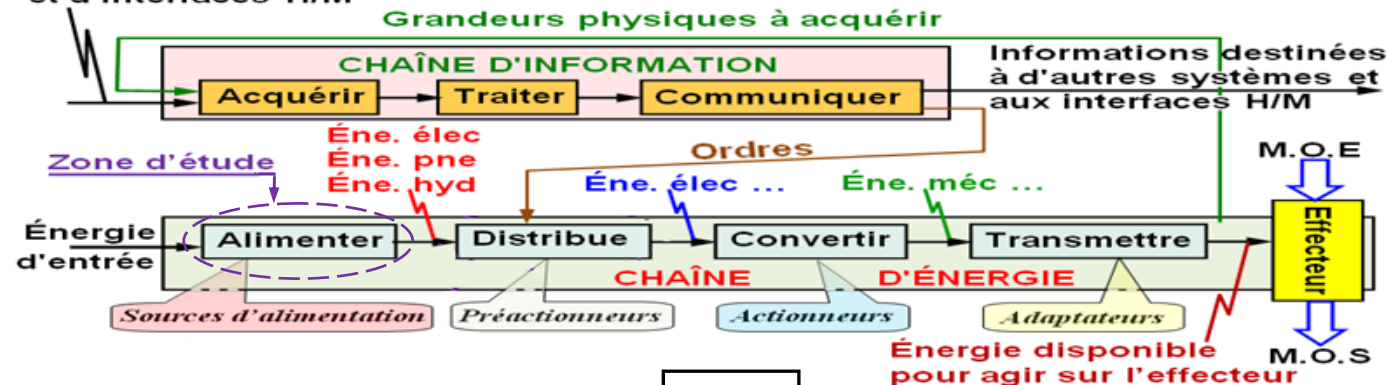 et d'interfaces H/M
Grandeurs physiques à acquérir
CHAÎNE D'INFORMATION
Informations destinées
à d'autres systèmes et
aux interfaces H/M
Acquérir
Traiter
Communiquer
Éne. élec
Éne. pne
Éne. hyd
Ordres
Zone d'étude
Éne. élec ...
Éne. méc ...
M.O.E
Énergie
d'entrée
Alimenter
Distribue
Convertir
Transmettre
Effecteur
CHAÎNE D'ÉNERGIE
Sources d'alimentation
Préactionneurs
Actionneurs
Adaptateurs
Énergie disponible
pour agir sur l'effecteur
M.O.S